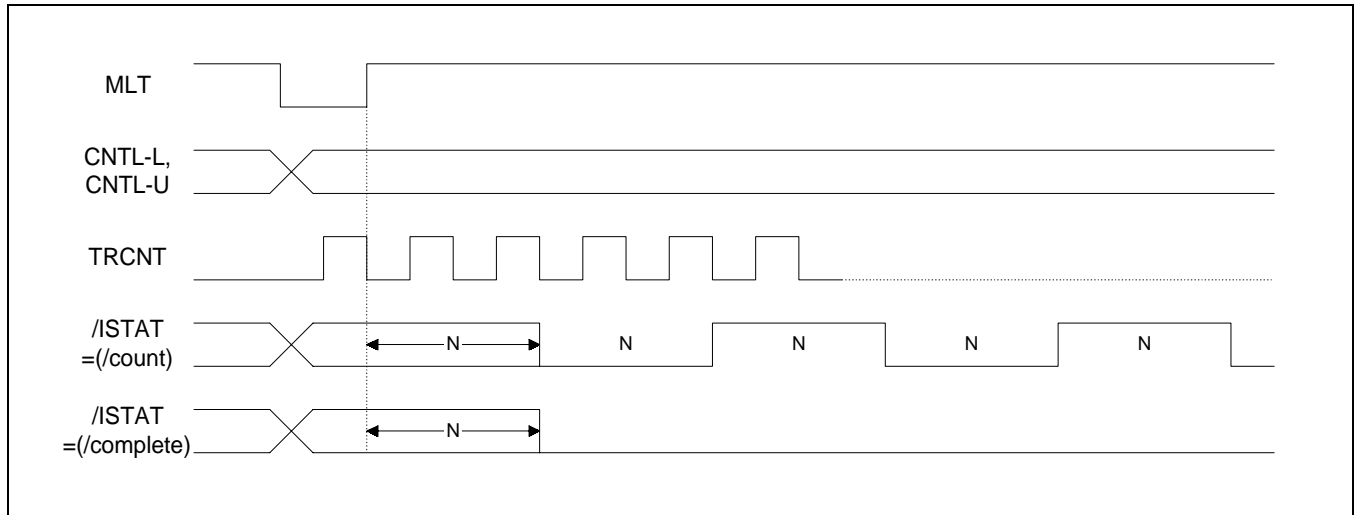 MLT
CNTL-L,
CNTL-U
TRCNT
/ISTAT
=(/count)
N N N N N
/ISTAT
=(/complete)
N